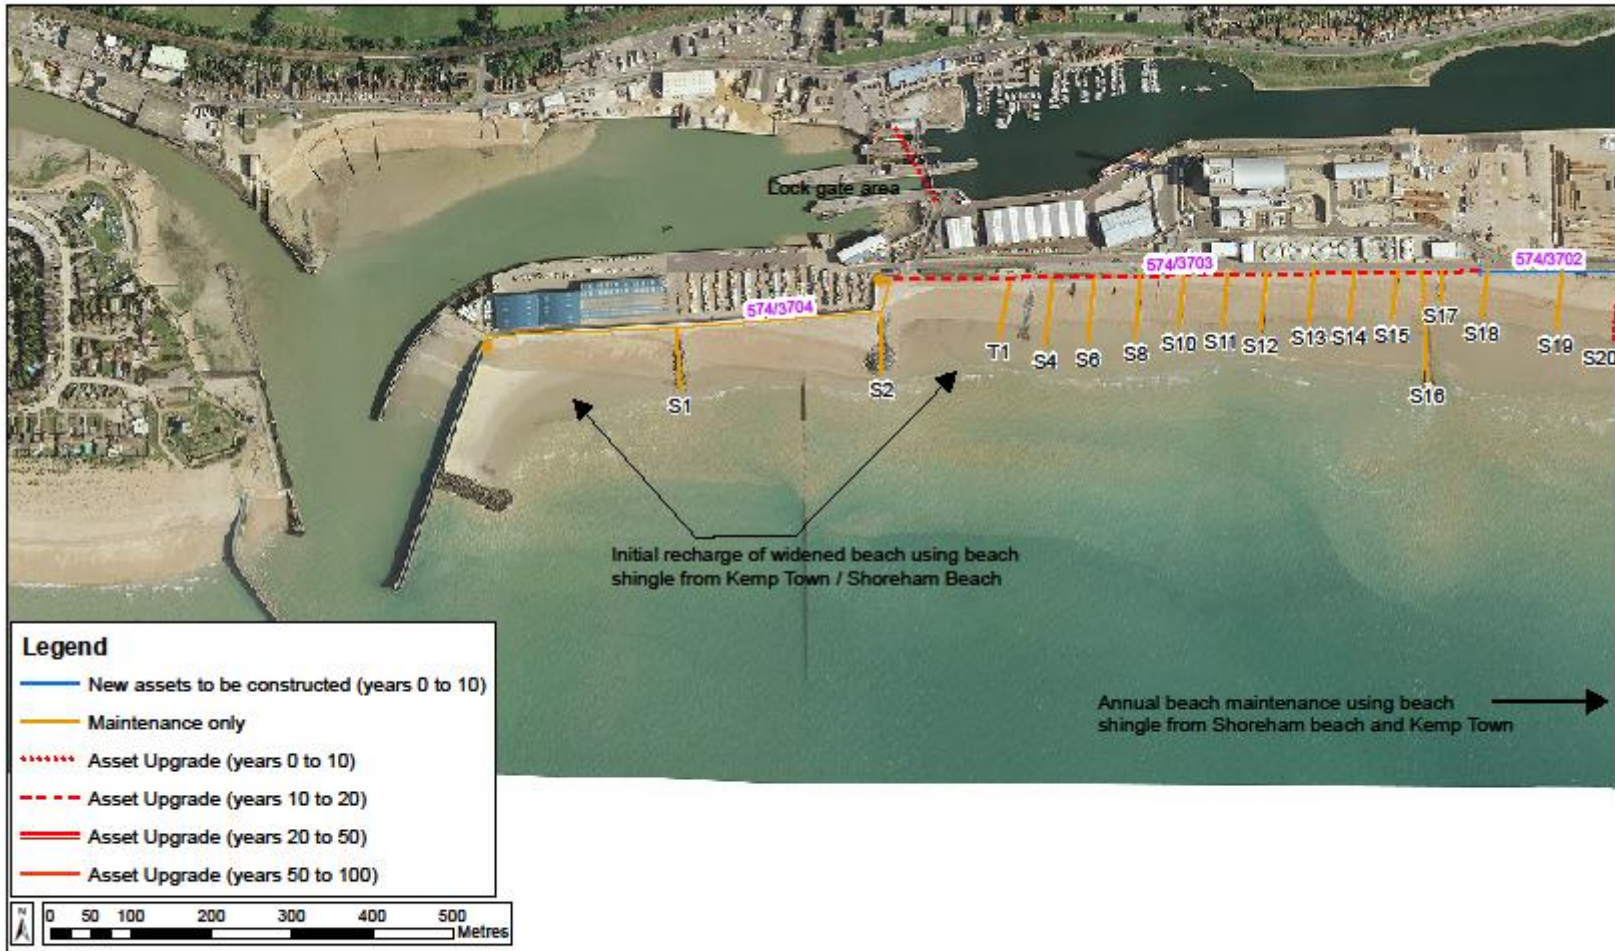 Lock gate area
574/3703
574/3702
574/3704
T1
S4
S6
S8
S10
S11
S12
S13
S14
S15
S17
S18
S19
S20
S1
S2
S16
Initial recharge of widened beach using beach
shingle from Kemp Town / Shoreham Beach
Annual beach maintenance using beach
shingle from Shoreham beach and Kemp Town
Legend
New assets to be constructed (years 0 to 10)
Maintenance only
Asset Upgrade (years 0 to 10)
Asset Upgrade (years 10 to 20)
Asset Upgrade (years 20 to 50)
Asset Upgrade (years 50 to 100)
N
0 50 100 200 300 400 500
Metres